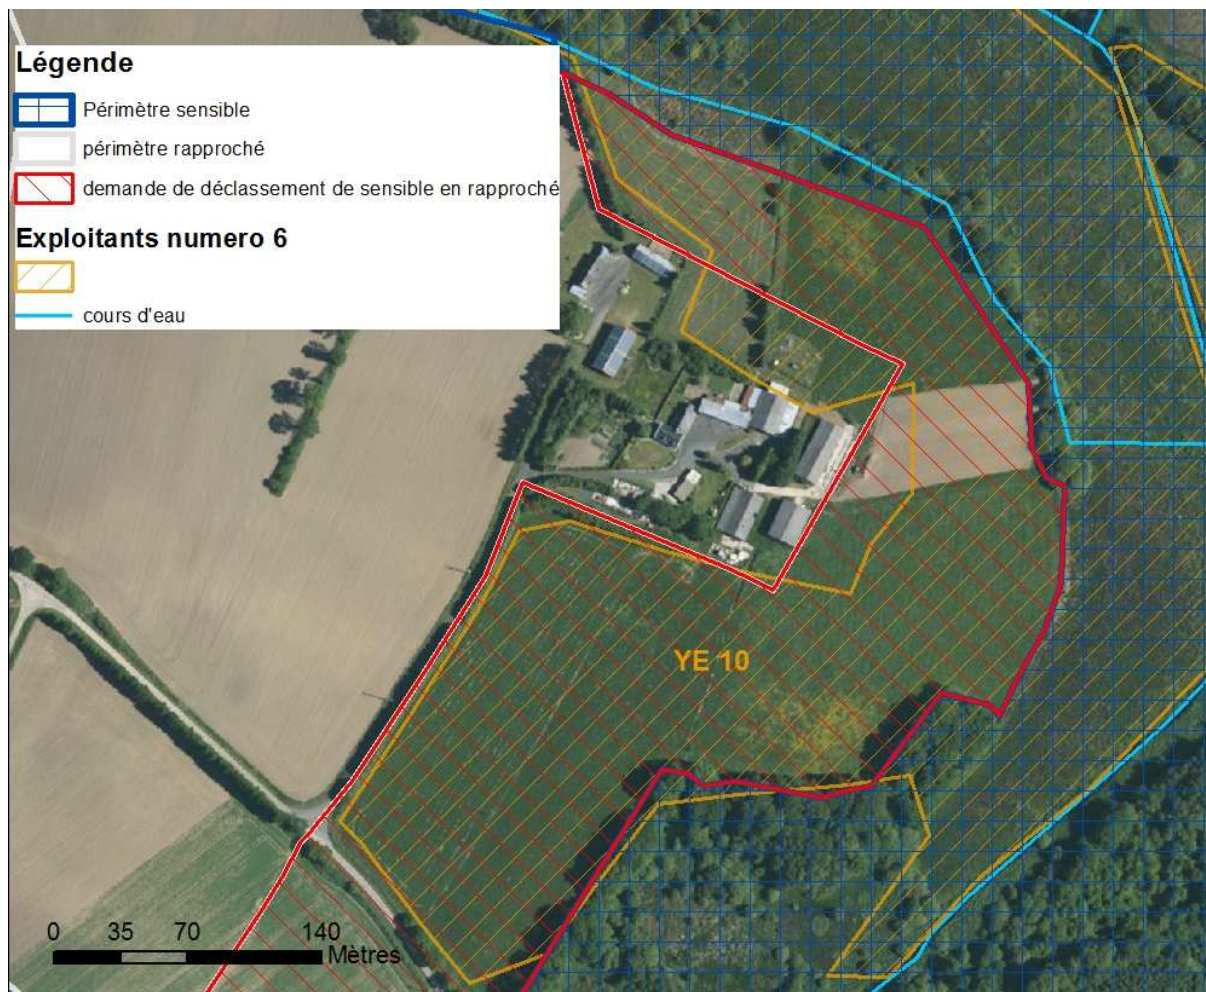 Légende
Périmètre sensible
périmètre rapproché
demande de déclassement de sensible en rapproché
Exploitants numero 6
cours d'eau
YE 10
0 35 70 140
Mètres